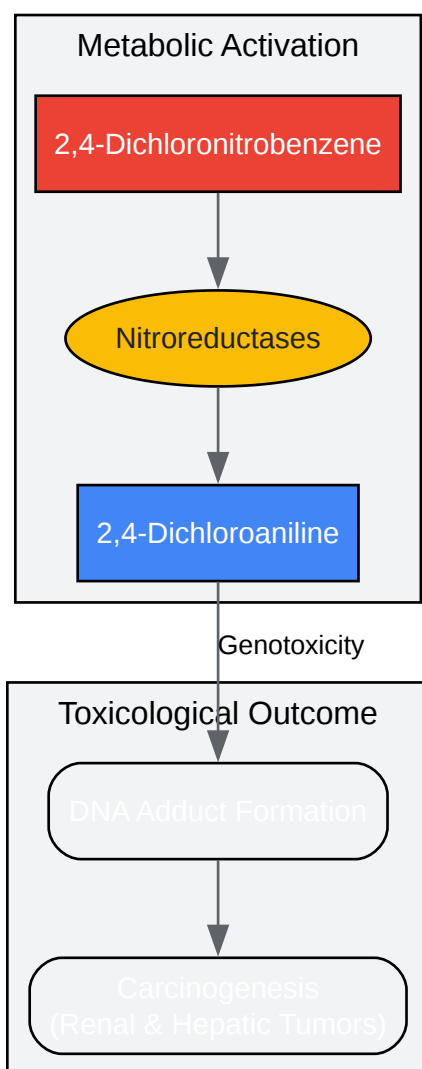 Metabolic Activation
2,4-Dichloronitrobenzene
Nitroreductases
2,4-Dichloroaniline
Genotoxicity
Toxicological Outcome
DNA Adduct Formation
Carcinogenesis
(Renal & Hepatic Tumors)